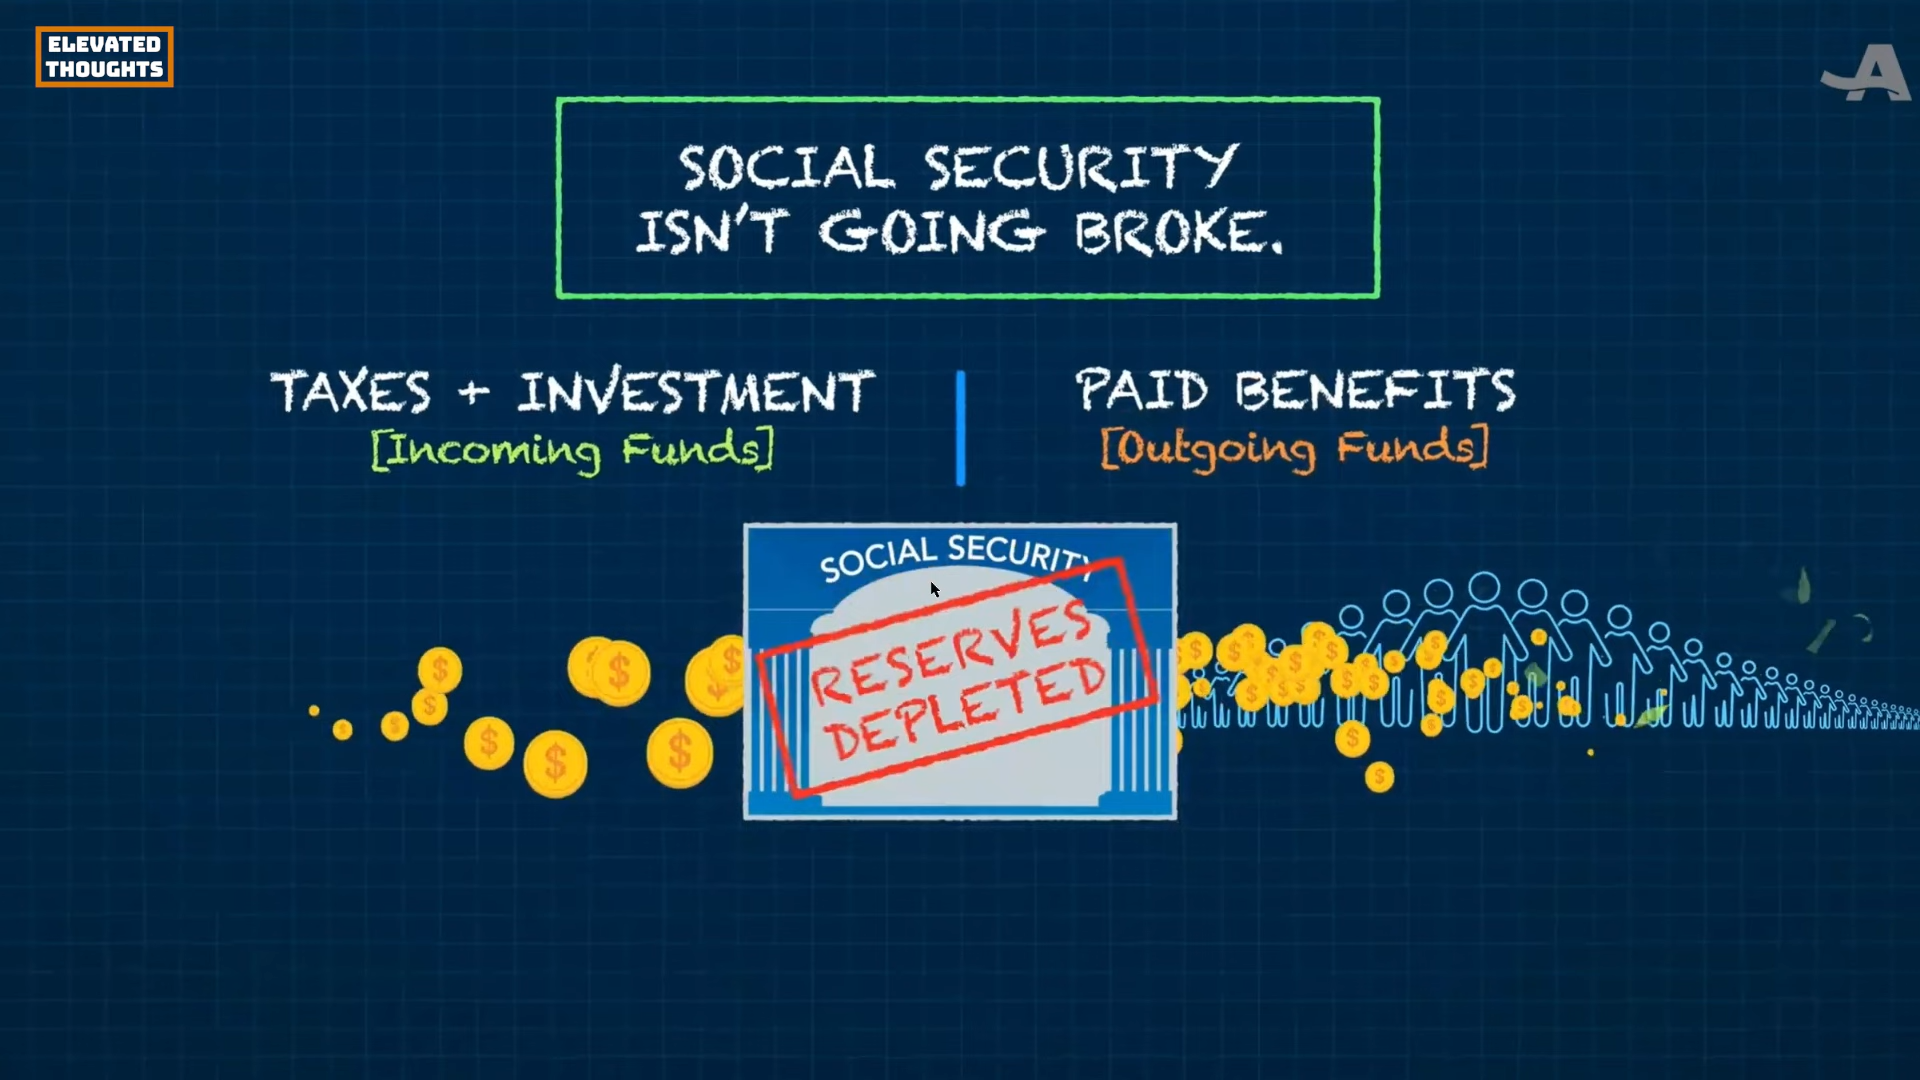 ELEVATED
THOUGHTS
A
SOCIAL SECURITY
ISN'T GOING BROKE.
TAXES + INVESTMENT
[Incoming Funds]
PAID BENEFITS
[Outgoing Funds]
SOCIAL SECURITY
RESERVES
DEPLETED